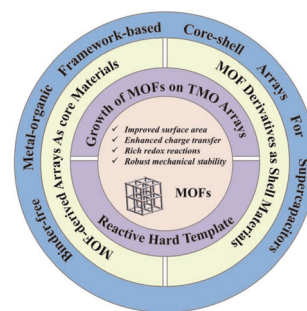 Binder-free Metal-organic Framework-based Core-shell Arrays For Supercapacitors
MOF-derived Arrays As core Materials
MOF Derivatives as Shell Materials
Growth of MOFs on TMO Arrays
✓ Improved surface area
✓ Enhanced charge transfer
✓ Rich redox reactions
✓ Robust mechanical stability
MOFs
Reactive Hard Template